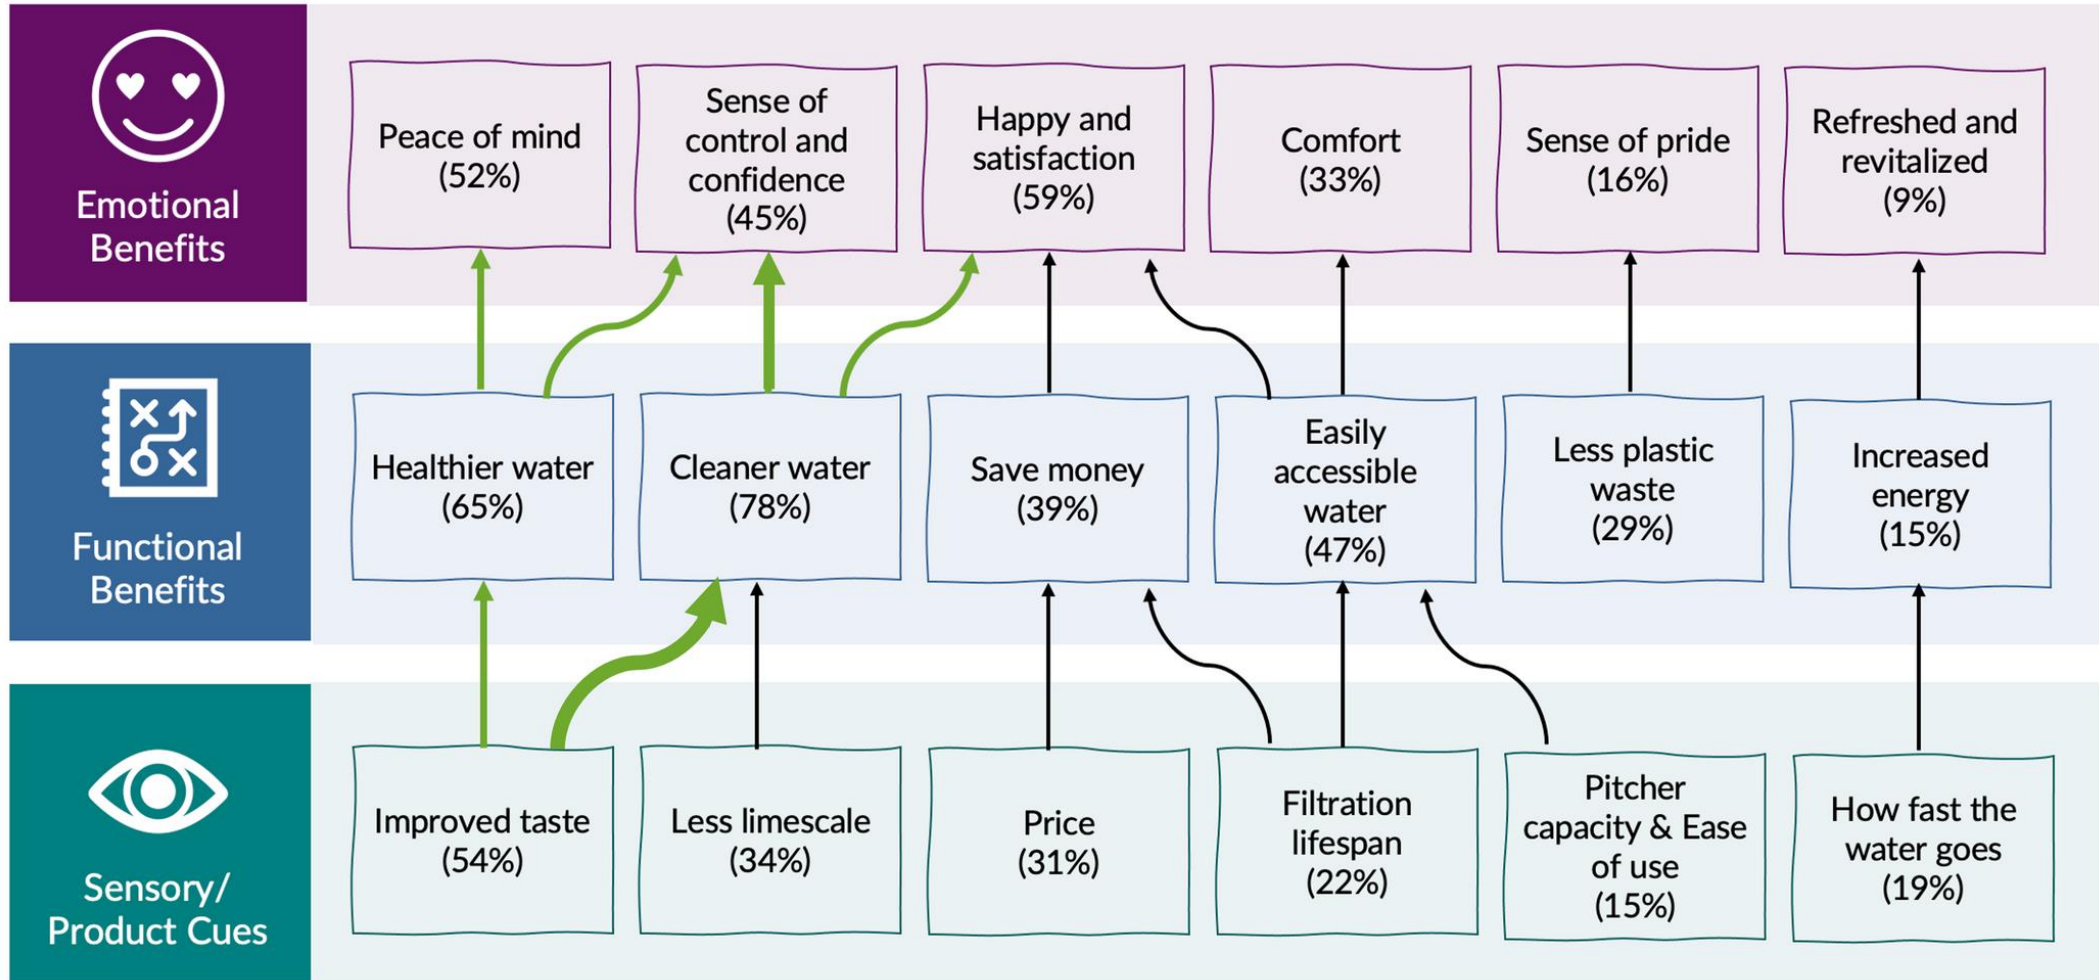 Emotional
Benefits
Peace of mind
(52%)
Sense of
control and
confidence
(45%)
Happy and
satisfaction
(59%)
Comfort
(33%)
Sense of pride
(16%)
Refreshed and
revitalized
(9%)
Functional
Benefits
Healthier water
(65%)
Cleaner water
(78%)
Save money
(39%)
Easily
accessible
water
(47%)
Less plastic
waste
(29%)
Increased
energy
(15%)
Sensory/
Product Cues
Improved taste
(54%)
Less limescale
(34%)
Price
(31%)
Filtration
lifespan
(22%)
Pitcher
capacity & Ease
of use
(15%)
How fast the
water goes
(19%)